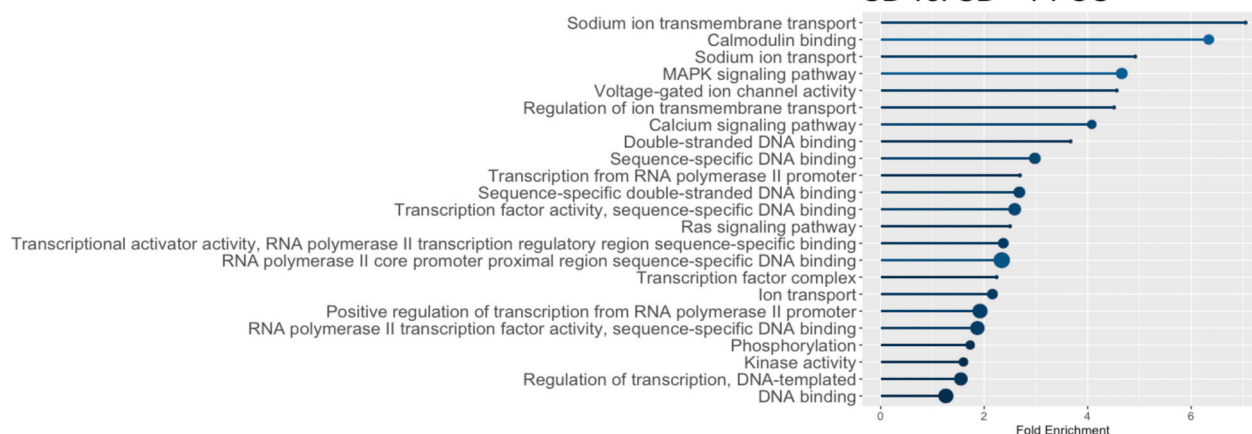 Sodium ion transmembrane transport
Calmodulin binding
Sodium ion transport
MAPK signaling pathway
Voltage-gated ion channel activity
Regulation of ion transmembrane transport
Calcium signaling pathway
Double-stranded DNA binding
Sequence-specific DNA binding
Transcription from RNA polymerase II promoter
Sequence-specific double-stranded DNA binding
Transcription factor activity, sequence-specific DNA binding
Ras signaling pathway
Transcriptional activator activity, RNA polymerase II transcription regulatory region sequence-specific binding
RNA polymerase II core promoter proximal region sequence-specific DNA binding
Transcription factor complex
Ion transport
Positive regulation of transcription from RNA polymerase II promoter
RNA polymerase II transcription factor activity, sequence-specific DNA binding
Phosphorylation
Kinase activity
Regulation of transcription, DNA-templated
DNA binding
0 2 4 6
Fold Enrichment